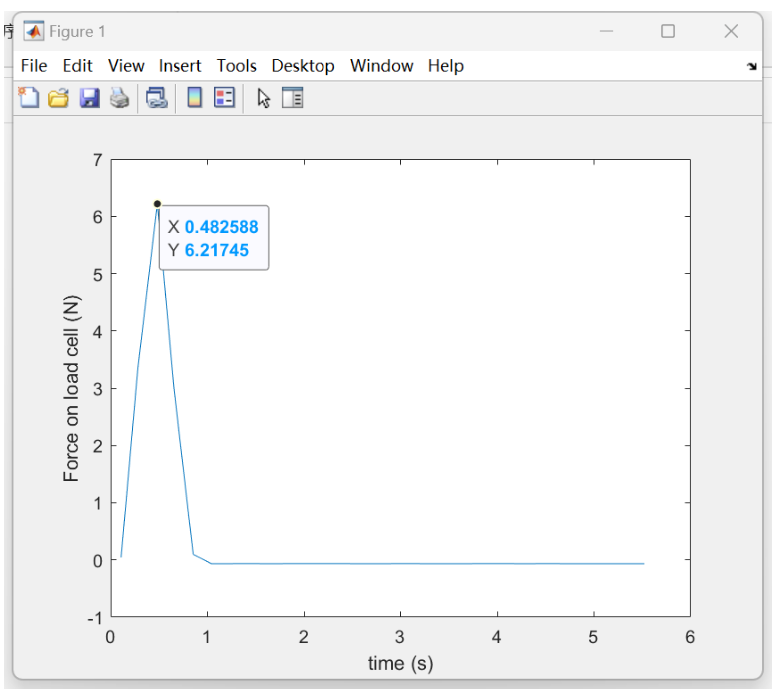 序
Figure 1
File Edit View Insert Tools Desktop Window Help
7
6
5
4
3
2
1
0
-1
X 0.482588
Y 6.21745
Force on load cell (N)
0 1 2 3 4 5 6
time (s)